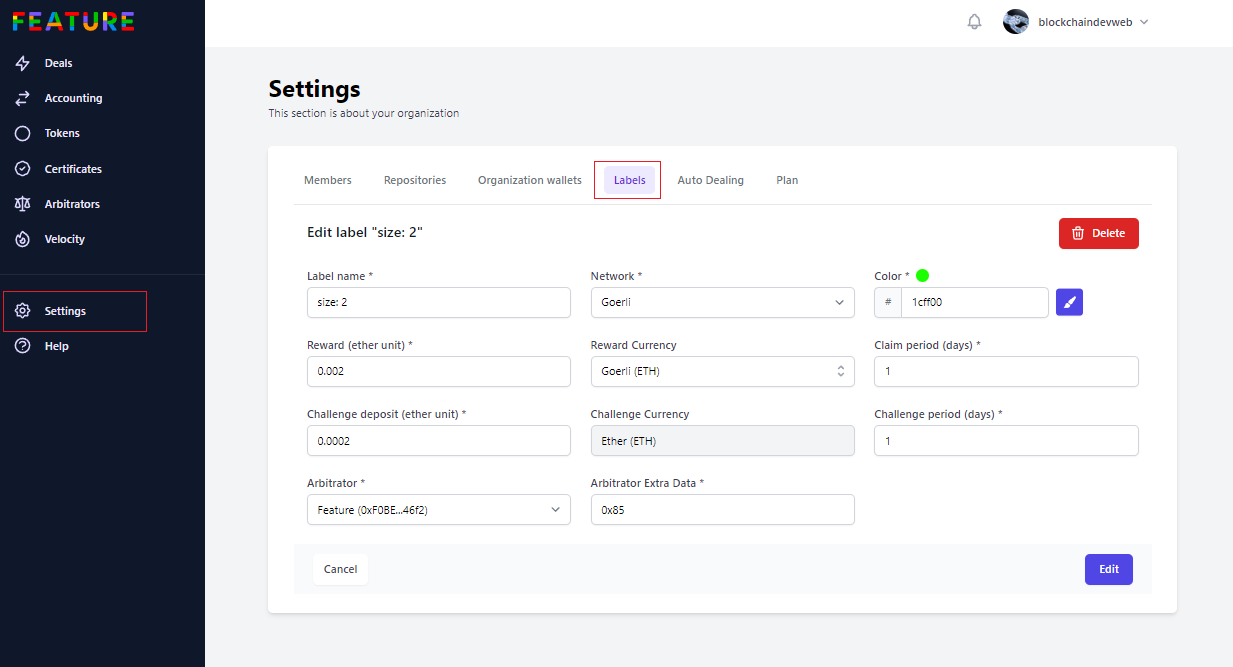 FEATURE
blockchaindevweb
Deals
Accounting
Tokens
Certificates
Arbitrators
Velocity
Settings
Help
Settings
This section is about your organization
Members Repositories Organization wallets Labels Auto Dealing Plan
Edit label "size: 2"
Delete
Label name * Network * Color *
size: 2 Goerli # 1cff00
Reward (ether unit) * Reward Currency Claim period (days) *
0.002 Goerli (ETH) 1
Challenge deposit (ether unit) * Challenge Currency Challenge period (days) *
0.0002 Ether (ETH) 1
Arbitrator * Arbitrator Extra Data *
Feature (0xF0BE...46f2) 0x85
Cancel Edit